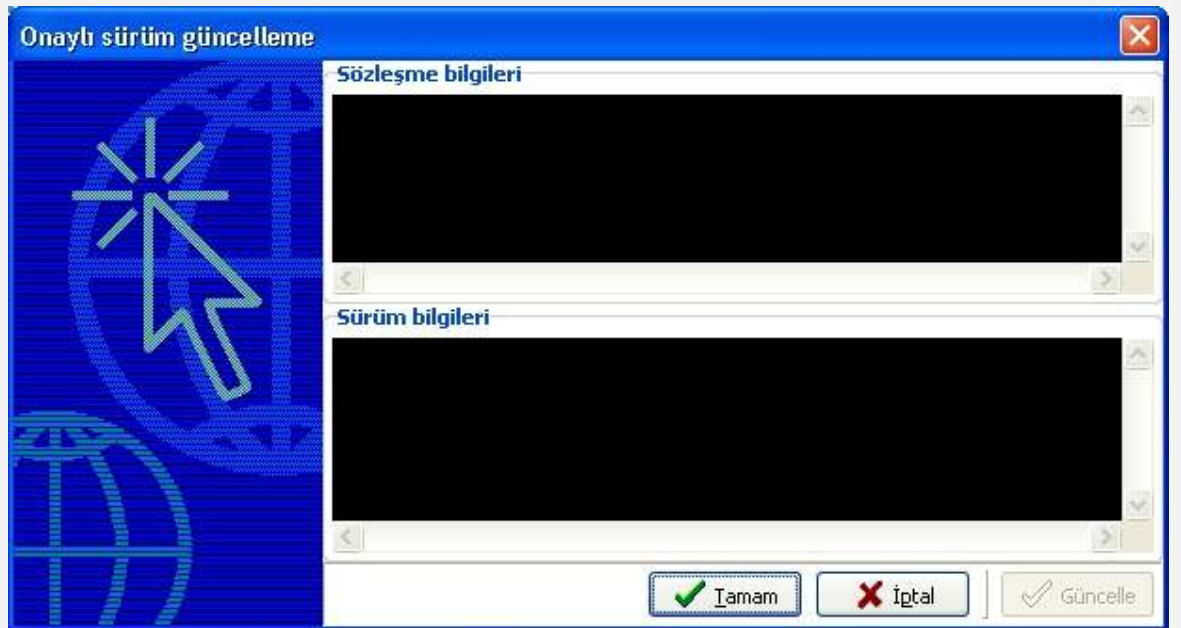 Onaylı sürüm güncelleme
Sözleşme bilgileri
Sürüm bilgileri
Tamam
İptal
Güncelle